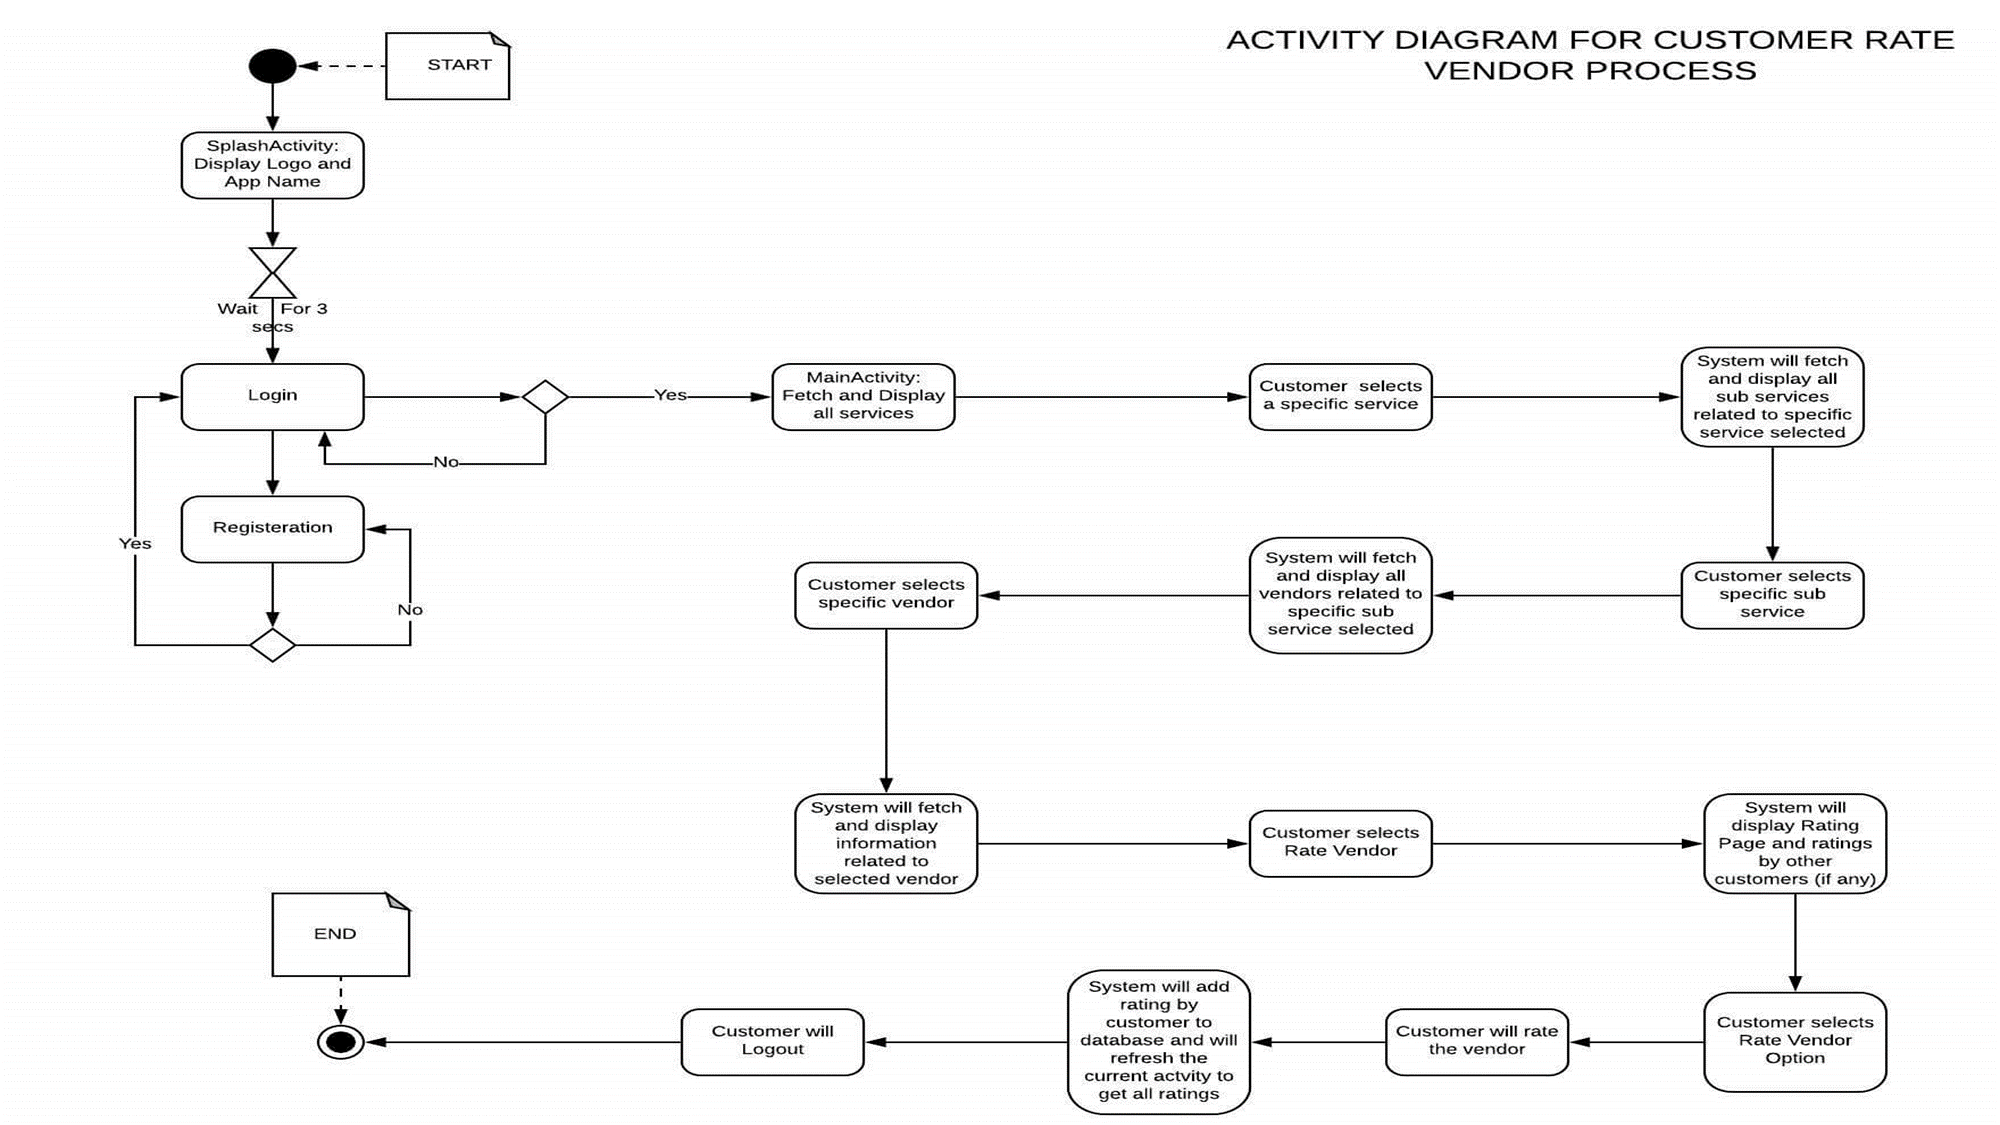 ACTIVITY DIAGRAM FOR CUSTOMER RATE
VENDOR PROCESS
START
SplashActivity:
Display Logo and
App Name
Wait For 3
secs
Login
Yes
MainActivity:
Fetch and Display
all services
Customer selects
a specific service
System will fetch
and display all
sub services
related to specific
service selected
No
Registeration
Yes
No
Customer selects
specific vendor
System will fetch
and display all
vendors related to
specific sub
service selected
Customer selects
specific sub
service
System will fetch
and display
information
related to
selected vendor
Customer selects
Rate Vendor
System will
display Rating
Page and ratings
by other
customers (if any)
END
Customer will
Logout
System will add
rating by
customer to
database and will
refresh the
current actvity to
get all ratings
Customer will rate
the vendor
Customer selects
Rate Vendor
Option